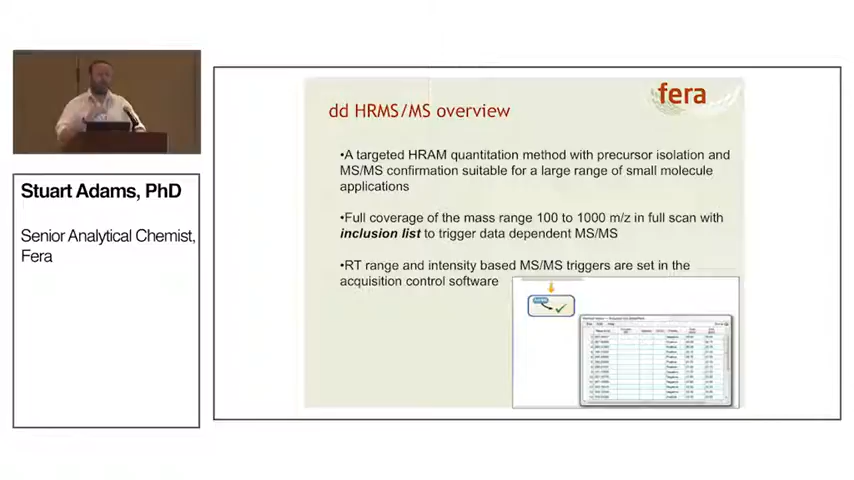 Stuart Adams, PhD
Senior Analytical Chemist,
Fera
fera
dd HRMS/MS overview
•A targeted HRAM quantitation method with precursor isolation and
MS/MS confirmation suitable for a large range of small molecule
applications
•Full coverage of the mass range 100 to 1000 m/z in full scan with
inclusion list to trigger data dependent MS/MS
•RT range and intensity based MS/MS triggers are set in the
acquisition control software